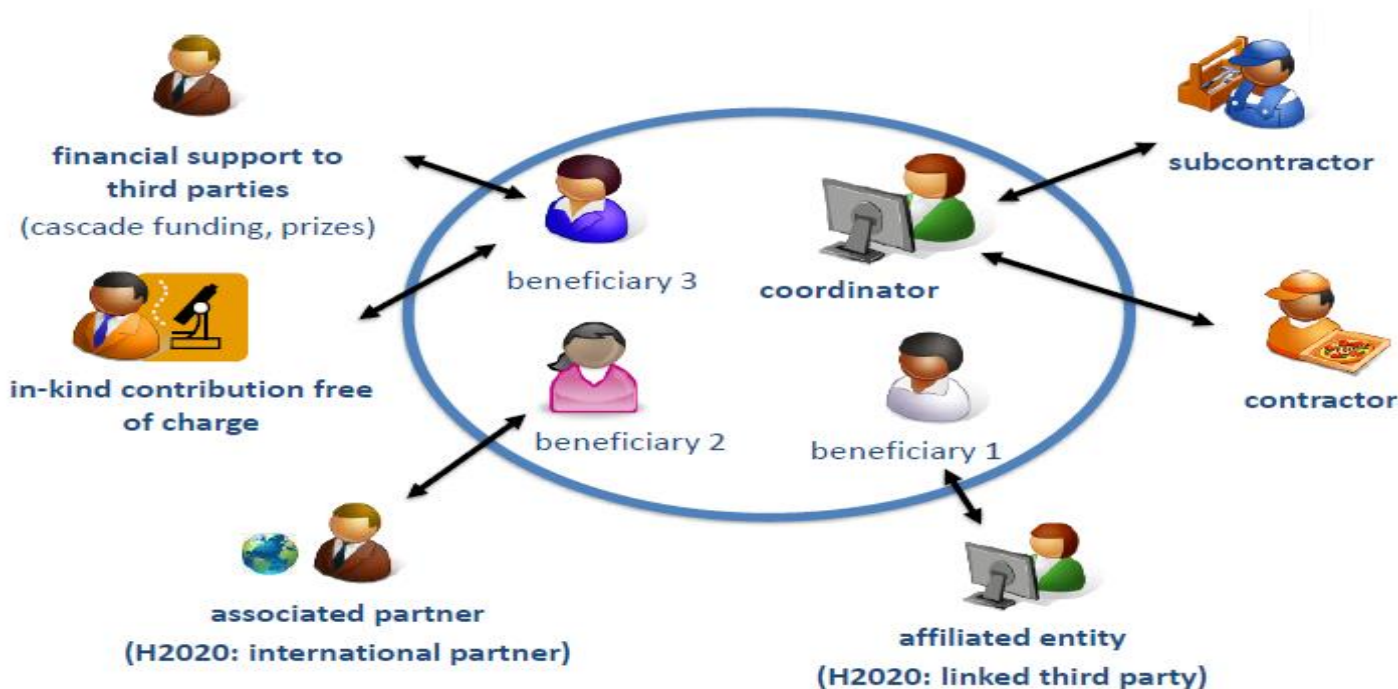 financial support to
third parties
(cascade funding, prizes)
in-kind contribution free
of charge
beneficiary 3
coordinator
subcontractor
contractor
beneficiary 2
beneficiary 1
associated partner
(H2020: international partner)
affiliated entity
(H2020: linked third party)